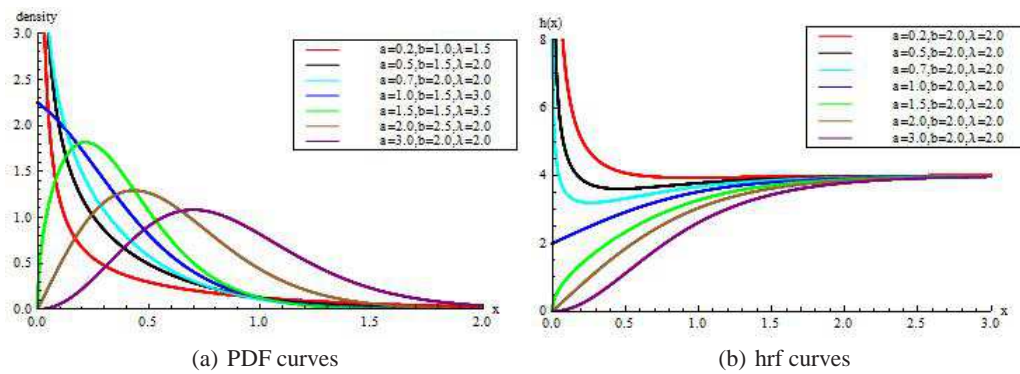 density
3.0
2.5
2.0
1.5
1.0
0.5
0.0
0.0 0.5 1.0 1.5 2.0 x
a=0.2,b=1.0,λ=1.5
a=0.5,b=1.5,λ=2.0
a=0.7,b=2.0,λ=2.0
a=1.0,b=1.5,λ=3.0
a=1.5,b=1.5,λ=3.5
a=2.0,b=2.5,λ=2.0
a=3.0,b=2.0,λ=2.0
(a) PDF curves
h(x)
8
6
4
2
0
0.0 0.5 1.0 1.5 2.0 2.5 3.0 x
a=0.2,b=2.0,λ=2.0
a=0.5,b=2.0,λ=2.0
a=0.7,b=2.0,λ=2.0
a=1.0,b=2.0,λ=2.0
a=1.5,b=2.0,λ=2.0
a=2.0,b=2.0,λ=2.0
a=3.0,b=2.0,λ=2.0
(b) hrf curves